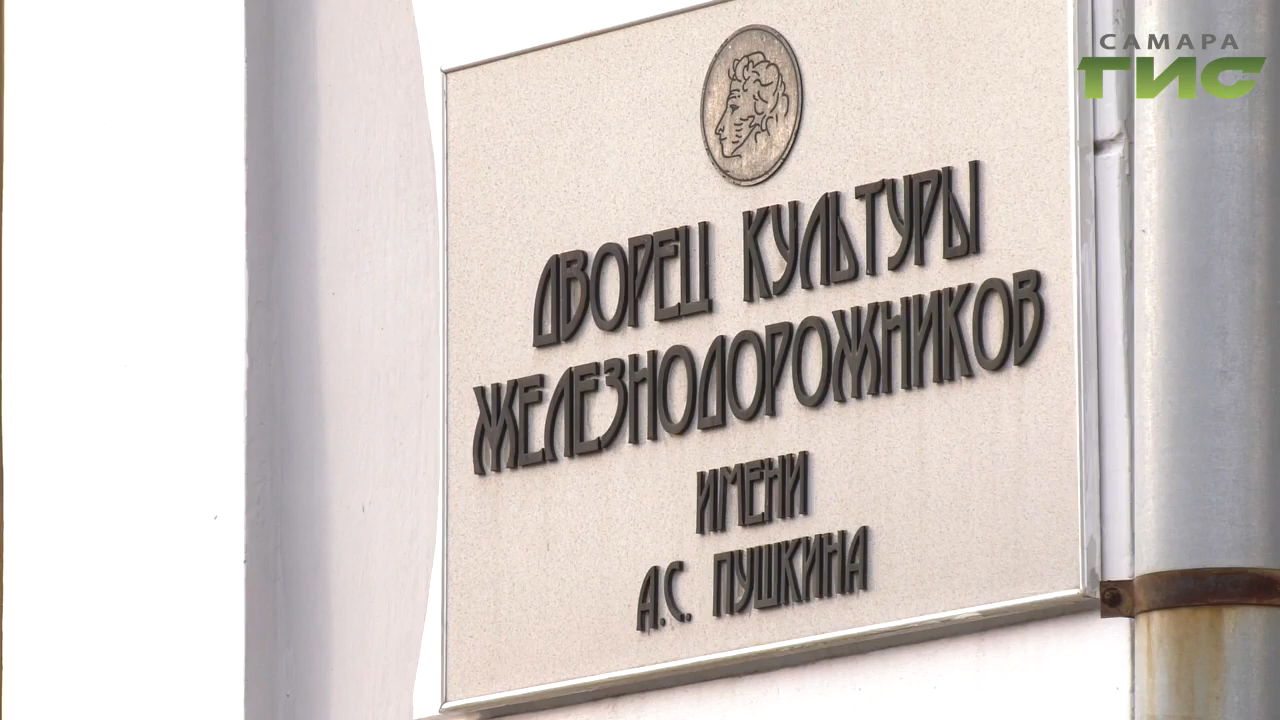 САМАРА
ГИС
ДВОРЕЦ КУЛЬТУРЫ
ЖЕЛЕЗНОДОРОЖНИКОВ
ИМЕНИ
А.С. ПУШКИНА